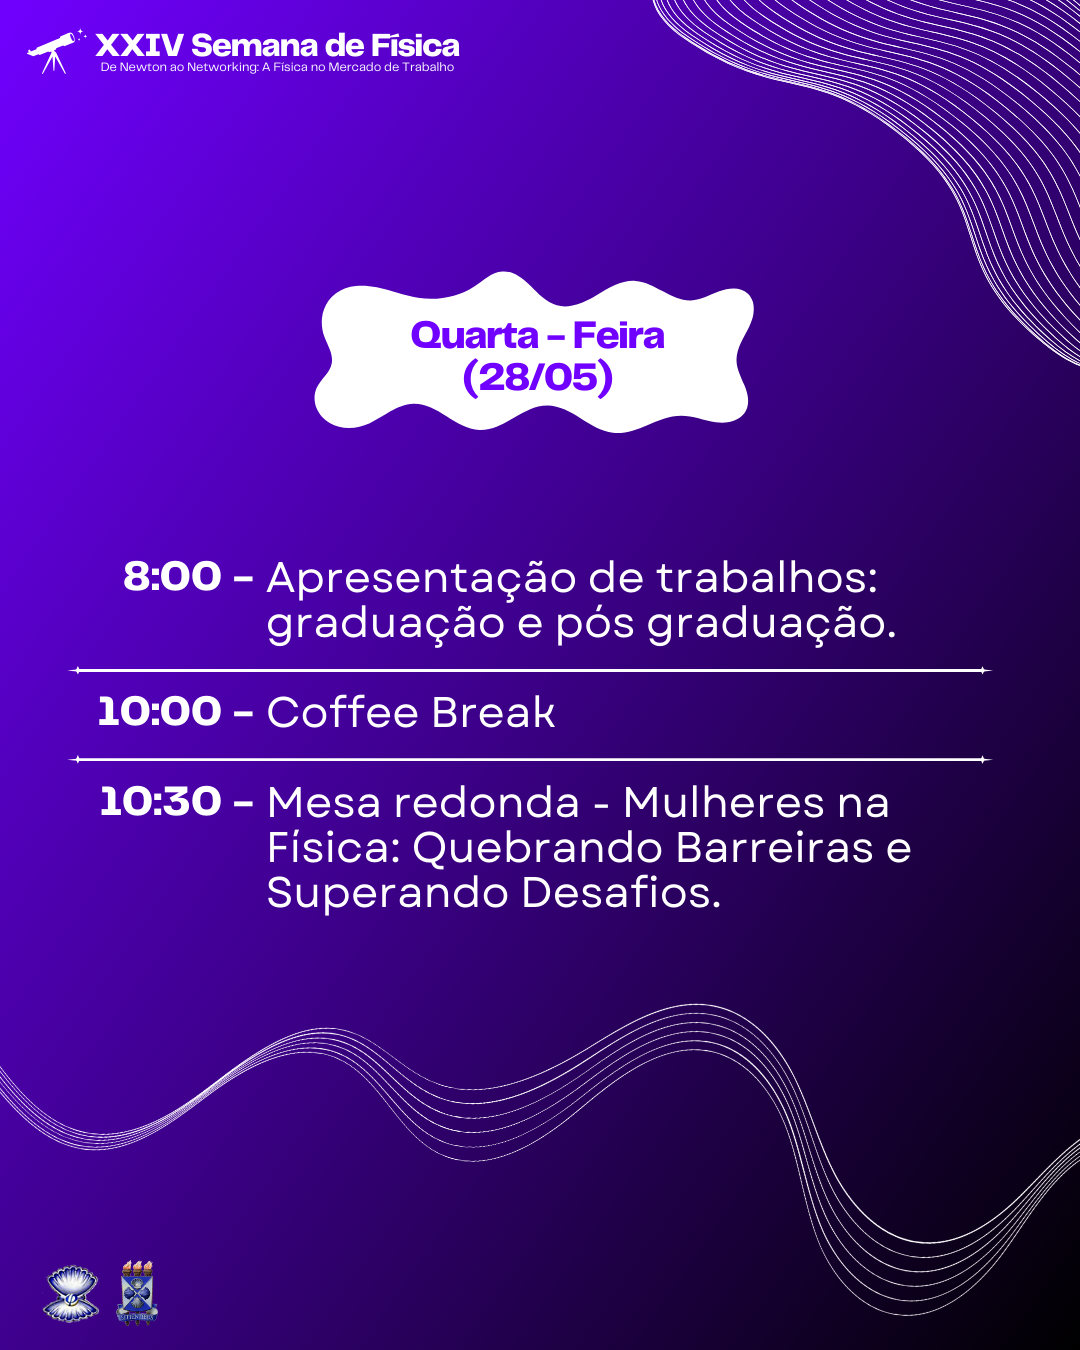 XXIV Semana de Física
De Newton ao Networking: A Física no Mercado de Trabalho
Quarta - Feira
(28/05)
8:00 - Apresentação de trabalhos:
graduação e pós graduação.
10:00 - Coffee Break
10:30 - Mesa redonda - Mulheres na
Física: Quebrando Barreiras e
Superando Desafios.